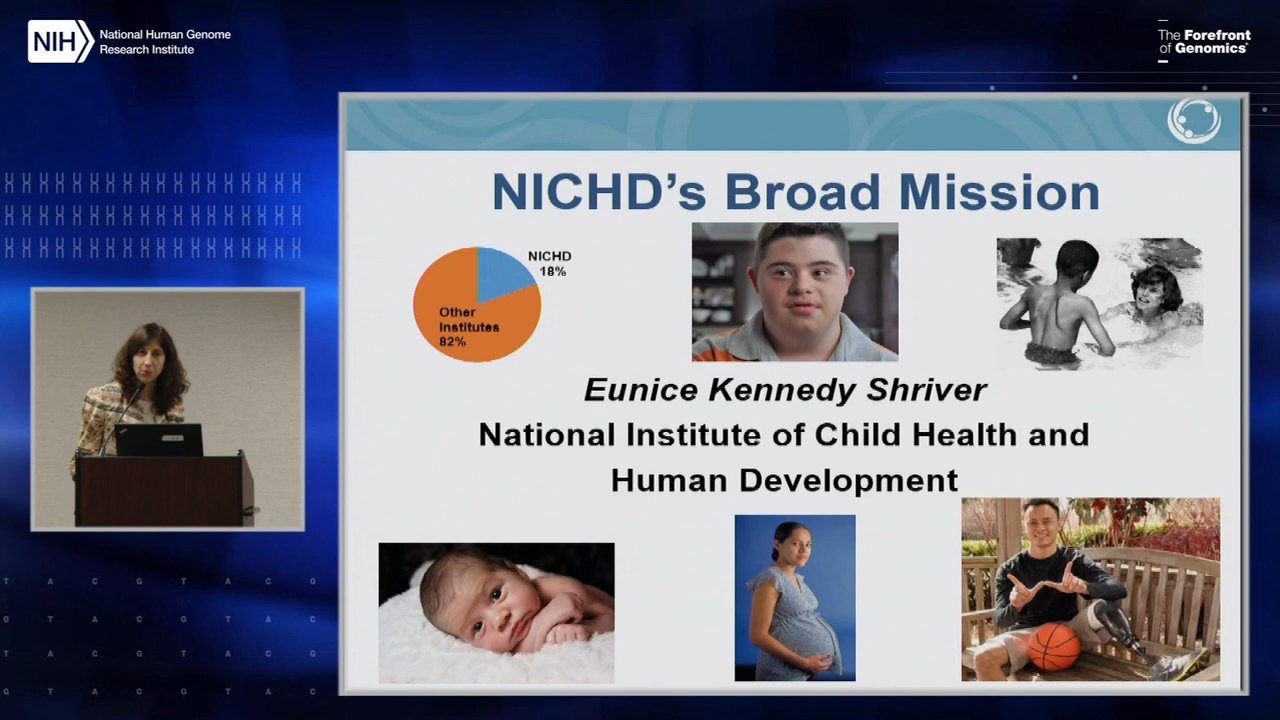 NIH
National Human Genome
Research Institute
The Forefront
of Genomics®
NICHD's Broad Mission
NICHD
18%
Other
Institutes
82%
Eunice Kennedy Shriver
National Institute of Child Health and
Human Development
T A C G T A C G
G T A C G T A C
T A C G T A C G
G T A C G T A C